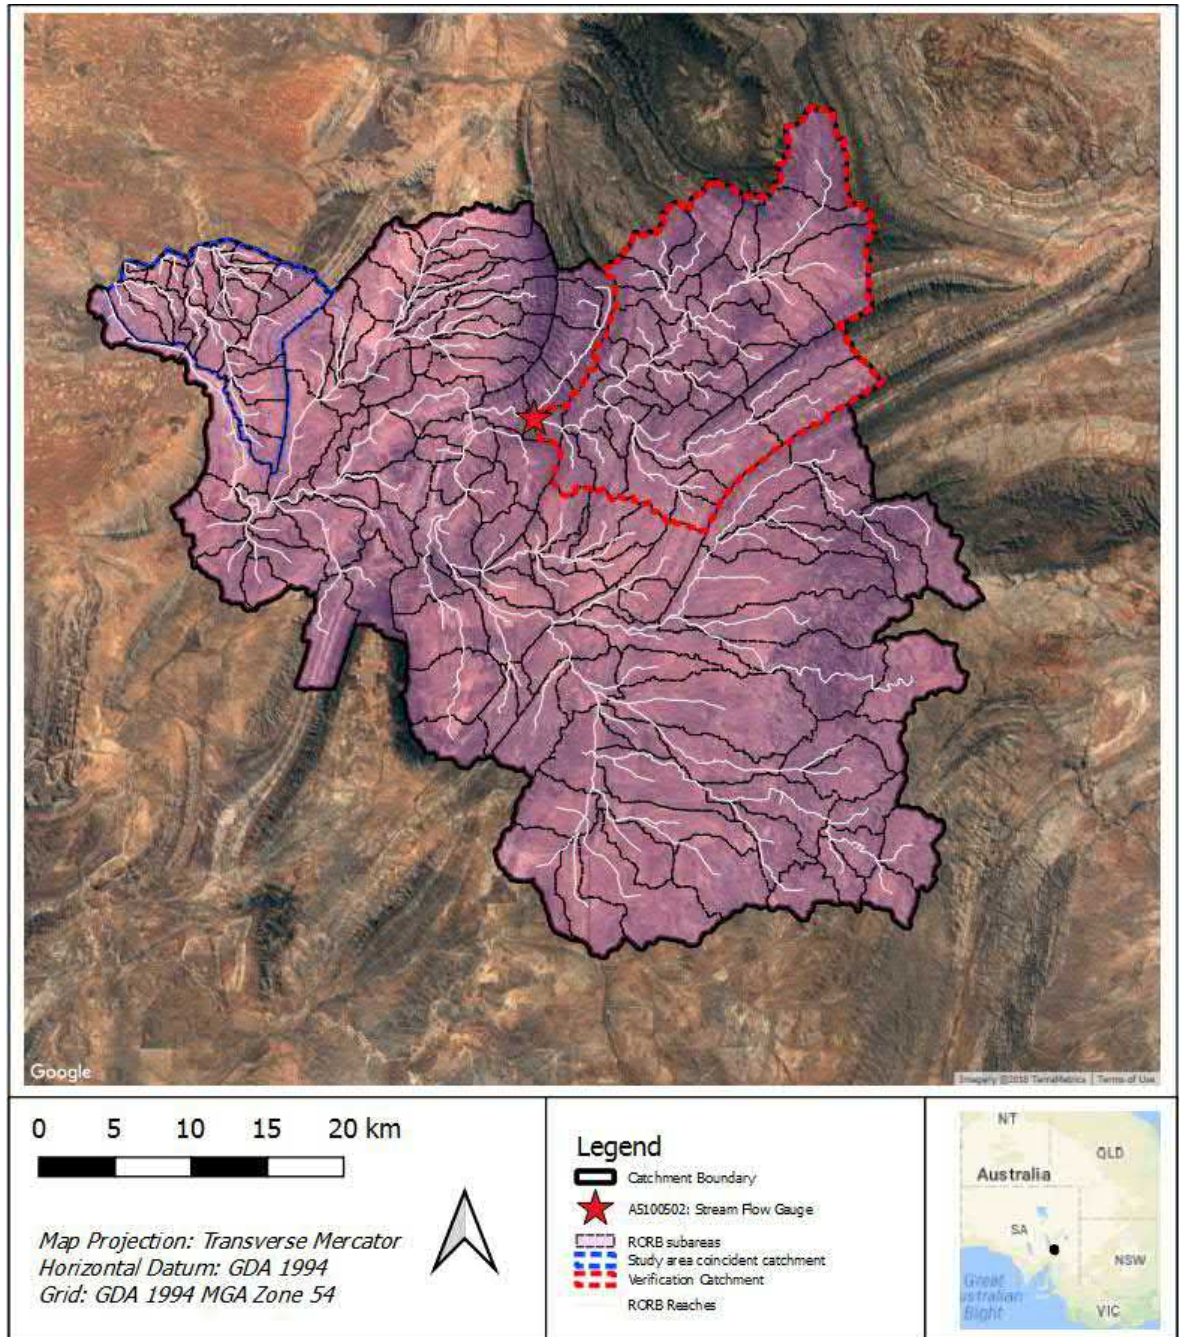 Google
Imagery ©2018 TerraMetrics | Terms of Use
0 5 10 15 20 km
Map Projection: Transverse Mercator
Horizontal Datum: GDA 1994
Grid: GDA 1994 MGA Zone 54
Legend
Catchment Boundary
A5100502: Stream Flow Gauge
RORB subareas
Study area coincident catchment
Verification Catchment
RORB Reaches
NT
QLD
Australia
SA
NSW
Great
ustralian
Bight
VIC